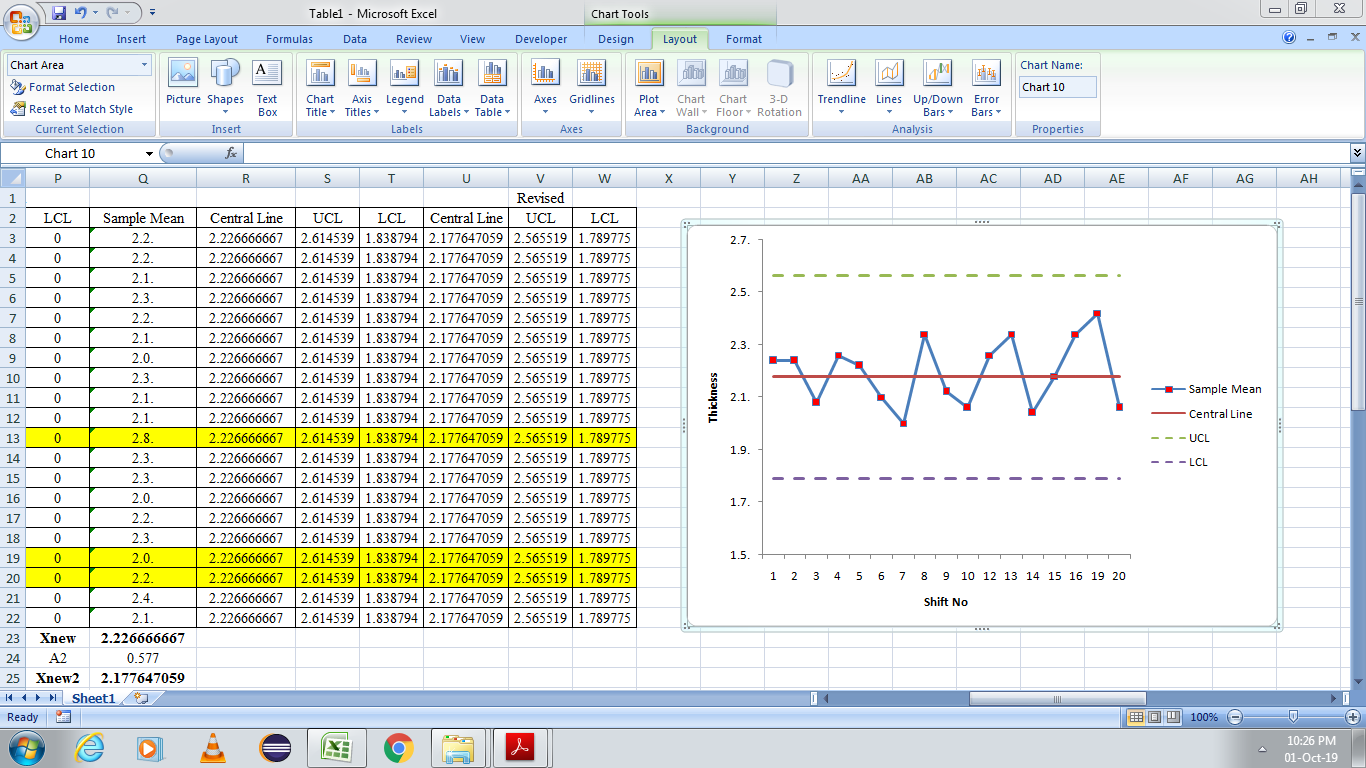 Table1 - Microsoft Excel
Chart Tools
Home Insert Page Layout Formulas Data Review View Developer Design Layout Format
Chart Area
Format Selection
Reset to Match Style
Current Selection
Picture Shapes Text Box
Insert
Chart Title Axis Titles Legend Data Labels Data Table
Labels
Axes Gridlines
Axes
Plot Area Chart Wall Chart Floor 3-D Rotation
Background
Trendline Lines Up/Down Bars Error Bars
Analysis
Chart Name:
Chart 10
Properties
Chart 10 fx
P Q R S T U V W X Y Z AA AB AC AD AE AF AG AH
1 Revised
2 LCL Sample Mean Central Line UCL LCL Central Line UCL LCL
3 0 2.2. 2.226666667 2.614539 1.838794 2.177647059 2.565519 1.789775
4 0 2.2. 2.226666667 2.614539 1.838794 2.177647059 2.565519 1.789775
5 0 2.1. 2.226666667 2.614539 1.838794 2.177647059 2.565519 1.789775
6 0 2.3. 2.226666667 2.614539 1.838794 2.177647059 2.565519 1.789775
7 0 2.2. 2.226666667 2.614539 1.838794 2.177647059 2.565519 1.789775
8 0 2.1. 2.226666667 2.614539 1.838794 2.177647059 2.565519 1.789775
9 0 2.0. 2.226666667 2.614539 1.838794 2.177647059 2.565519 1.789775
10 0 2.3. 2.226666667 2.614539 1.838794 2.177647059 2.565519 1.789775
11 0 2.1. 2.226666667 2.614539 1.838794 2.177647059 2.565519 1.789775
12 0 2.1. 2.226666667 2.614539 1.838794 2.177647059 2.565519 1.789775
13 0 2.8. 2.226666667 2.614539 1.838794 2.177647059 2.565519 1.789775
14 0 2.3. 2.226666667 2.614539 1.838794 2.177647059 2.565519 1.789775
15 0 2.3. 2.226666667 2.614539 1.838794 2.177647059 2.565519 1.789775
16 0 2.0. 2.226666667 2.614539 1.838794 2.177647059 2.565519 1.789775
17 0 2.2. 2.226666667 2.614539 1.838794 2.177647059 2.565519 1.789775
18 0 2.3. 2.226666667 2.614539 1.838794 2.177647059 2.565519 1.789775
19 0 2.0. 2.226666667 2.614539 1.838794 2.177647059 2.565519 1.789775
20 0 2.2. 2.226666667 2.614539 1.838794 2.177647059 2.565519 1.789775
21 0 2.4. 2.226666667 2.614539 1.838794 2.177647059 2.565519 1.789775
22 0 2.1. 2.226666667 2.614539 1.838794 2.177647059 2.565519 1.789775
23 Xnew 2.226666667
24 A2 0.577
25 Xnew2 2.177647059
2.7.
2.5.
2.3.
2.1.
1.9.
1.7.
1.5.
Thickness
1 2 3 4 5 6 7 8 9 10 12 13 14 15 16 19 20
Shift No
Sample Mean
Central Line
UCL
LCL
Sheet1
Ready
100%
10:26 PM
01-Oct-19